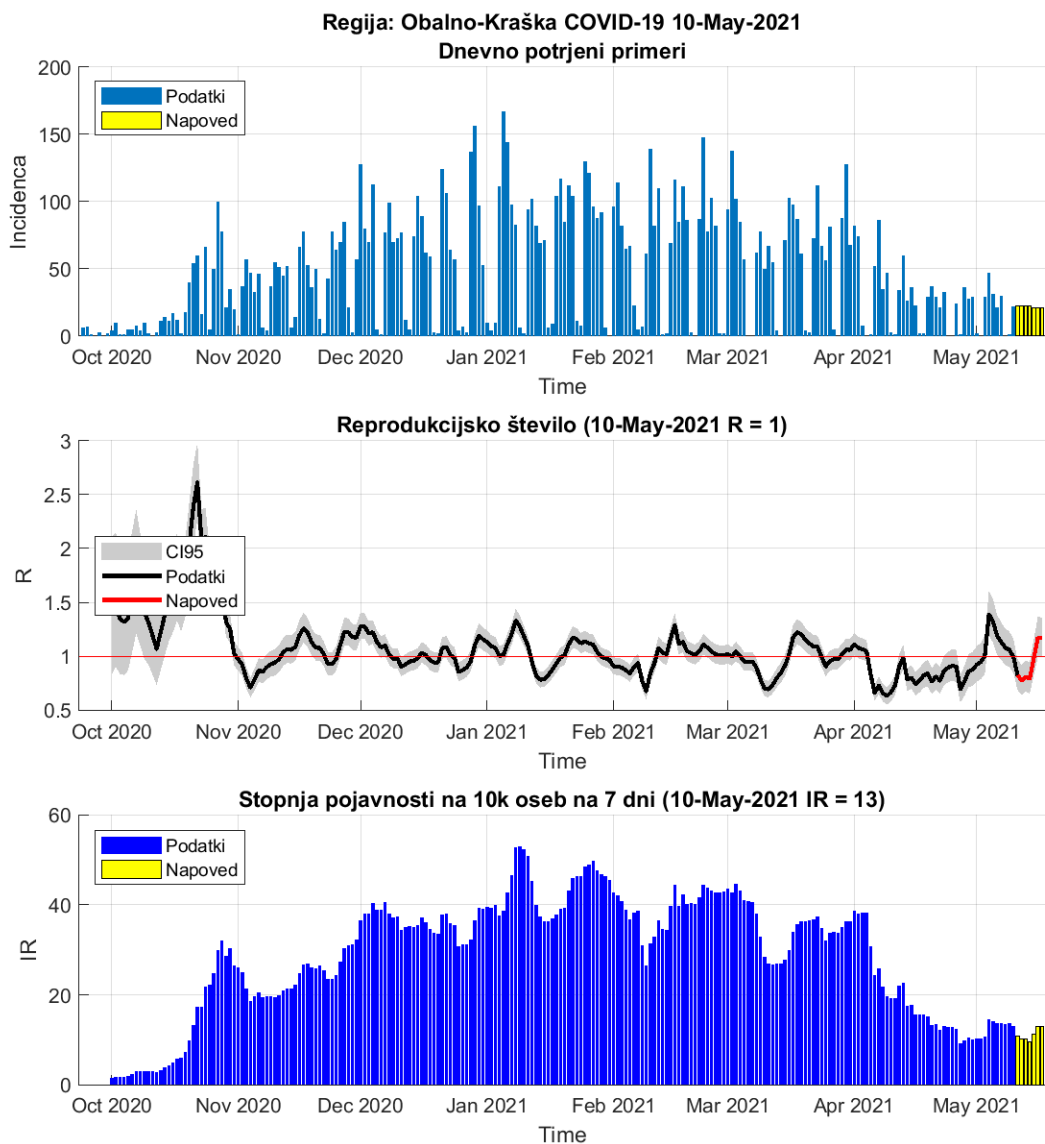 Regija: Obalno-Kraška COVID-19 10-May-2021
Dnevno potrjeni primeri
200
150
100
50
0
Incidenca
Podatki
Napoved
Oct 2020 Nov 2020 Dec 2020 Jan 2021 Feb 2021 Mar 2021 Apr 2021 May 2021
Time
Reprodukcijsko število (10-May-2021 R = 1)
3
2.5
2
1.5
1
0.5
R
CI95
Podatki
Napoved
Oct 2020 Nov 2020 Dec 2020 Jan 2021 Feb 2021 Mar 2021 Apr 2021 May 2021
Time
Stopnja pojavnosti na 10k oseb na 7 dni (10-May-2021 IR = 13)
60
40
20
0
IR
Podatki
Napoved
Oct 2020 Nov 2020 Dec 2020 Jan 2021 Feb 2021 Mar 2021 Apr 2021 May 2021
Time